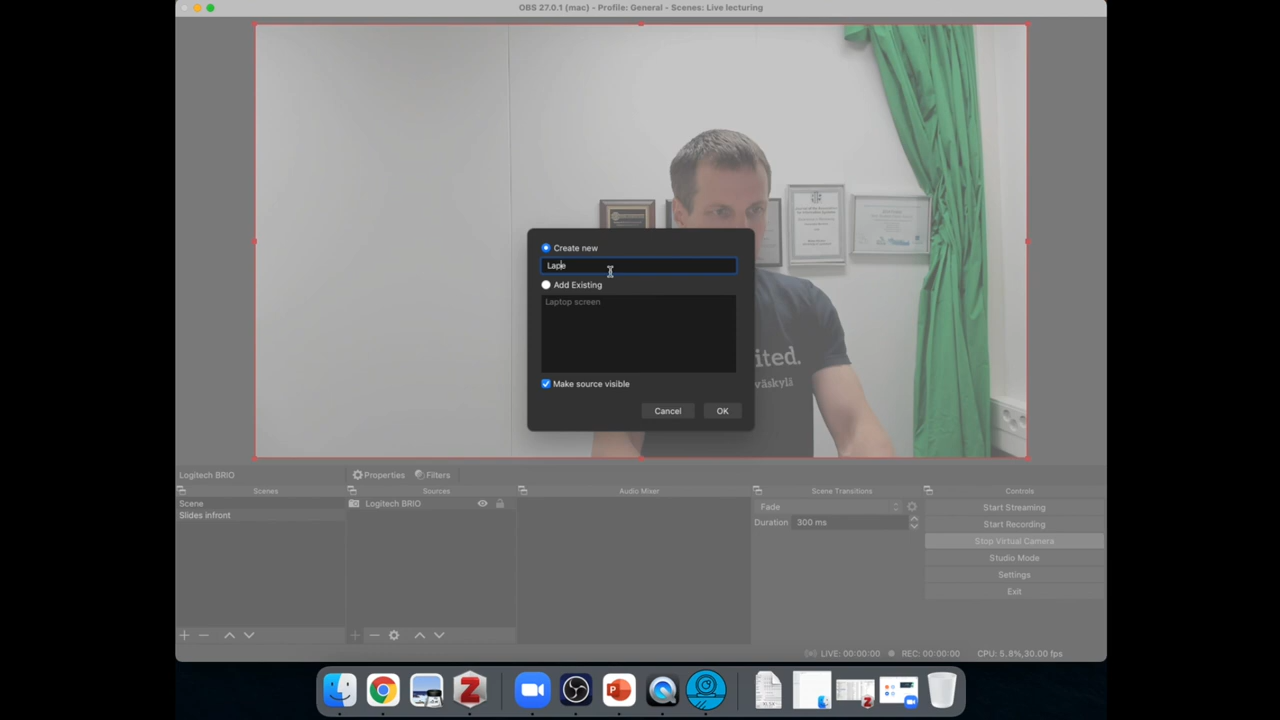 OBS 27.0.1 (mac) - Profile: General - Scenes: Live lecturing
Create new
Lape
Add Existing
Laptop screen
Make source visible
Cancel
OK
ited.
väskylä
Logitech BRIO
Properties
Filters
Scenes
Sources
Audio Mixer
Scene Transitions
Controls
Scene
Slides infront
Logitech BRIO
Fade
Duration
300 ms
Start Streaming
Start Recording
Stop Virtual Camera
Studio Mode
Settings
Exit
LIVE: 00:00:00
REC: 00:00:00
CPU: 5.8%,30.00 fps